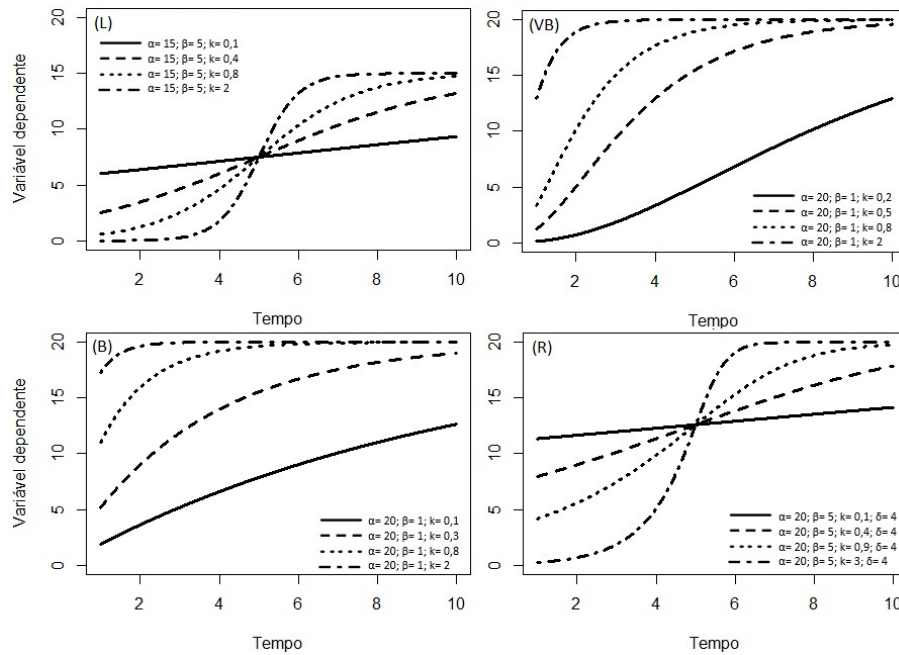 (L)
α= 15; β= 5; k= 0,1
α= 15; β= 5; k= 0,4
α= 15; β= 5; k= 0,8
α= 15; β= 5; k= 2
Variável dependente
20
15
10
5
0
2 4 6 8 10
Tempo
(VB)
20
15
10
5
0
α= 20; β= 1; k= 0,2
α= 20; β= 1; k= 0,5
α= 20; β= 1; k= 0,8
α= 20; β= 1; k= 2
2 4 6 8 10
Tempo
(B)
Variável dependente
20
15
10
5
0
α= 20; β= 1; k= 0,1
α= 20; β= 1; k= 0,3
α= 20; β= 1; k= 0,8
α= 20; β= 1; k= 2
2 4 6 8 10
Tempo
(R)
20
15
10
5
0
α= 20; β= 5; k= 0,1; δ= 4
α= 20; β= 5; k= 0,4; δ= 4
α= 20; β= 5; k= 0,9; δ= 4
α= 20; β= 5; k= 3; δ= 4
2 4 6 8 10
Tempo